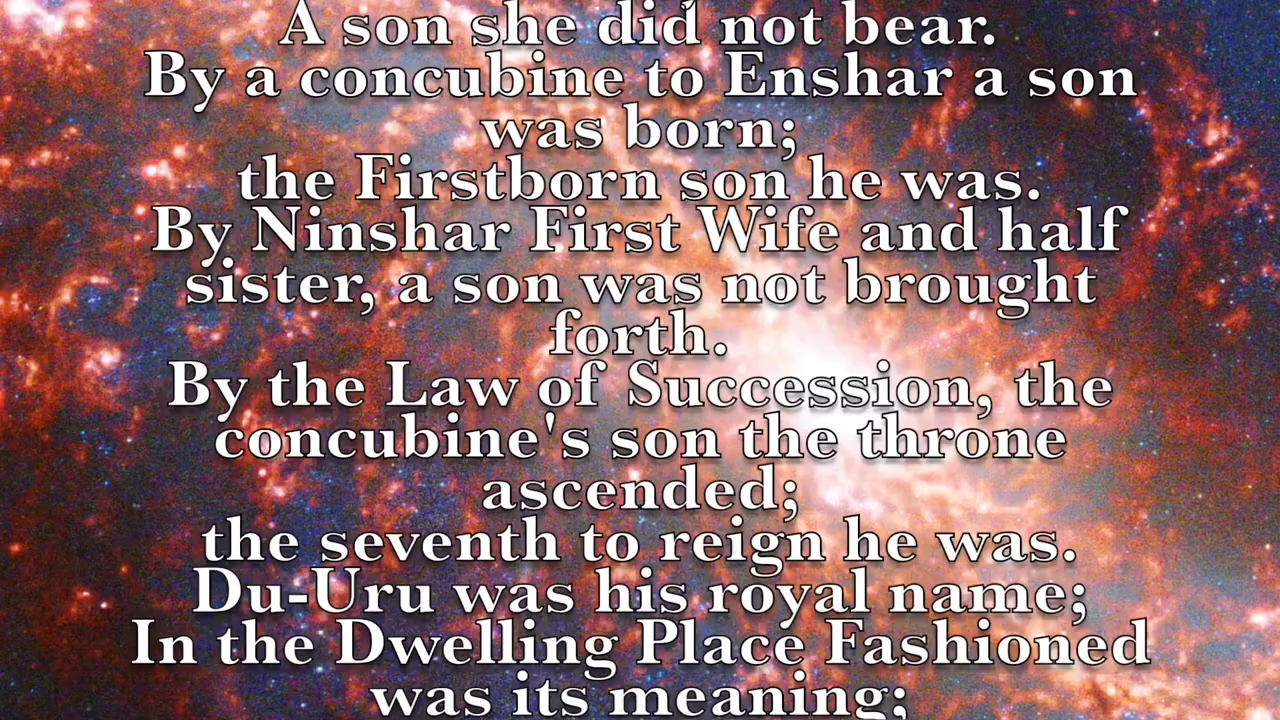 A son she did not bear.
By a concubine to Enshar a son
was born;
the Firstborn son he was.
By Ninshar First Wife and half
sister, a son was not brought
forth.
By the Law of Succession, the
concubine's son the throne
ascended;
the seventh to reign he was.
Du-Uru was his royal name;
In the Dwelling Place Fashioned
was its meaning;